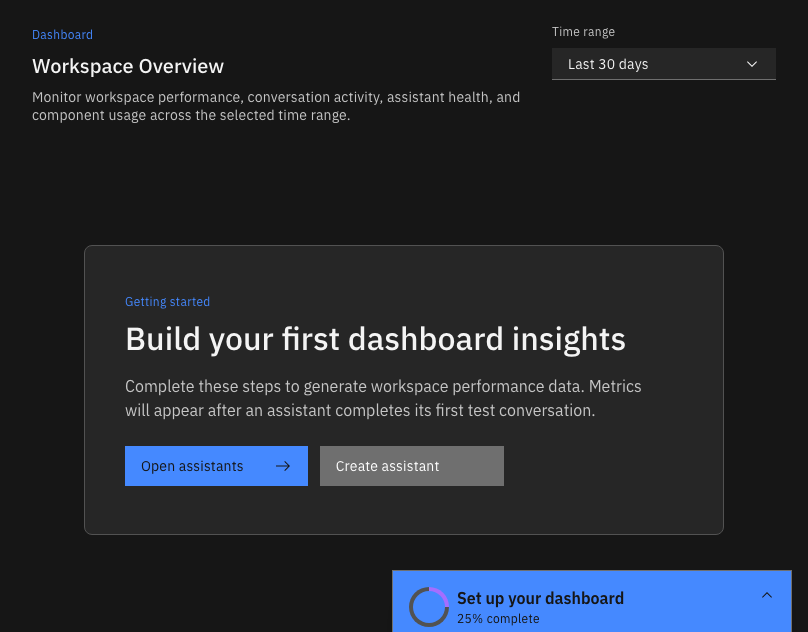 Dashboard
Workspace Overview
Monitor workspace performance, conversation activity, assistant health, and
component usage across the selected time range.
Time range
Last 30 days
Getting started
Build your first dashboard insights
Complete these steps to generate workspace performance data. Metrics
will appear after an assistant completes its first test conversation.
Open assistants
Create assistant
Set up your dashboard
25% complete